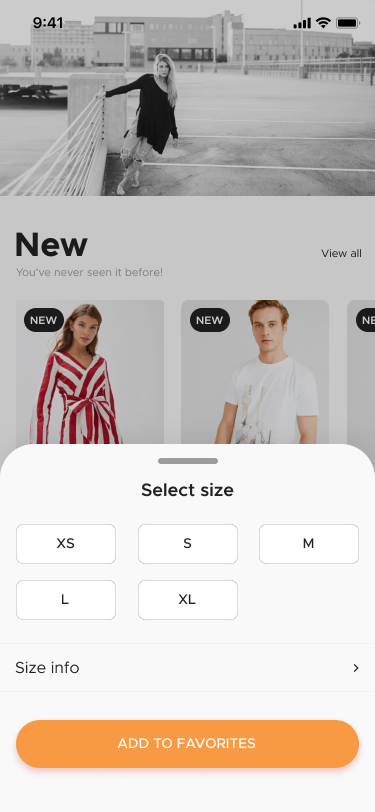 9:41
New
View all
You've never seen it before!
NEW
NEW
Select size
XS
S
M
L
XL
Size info
ADD TO FAVORITES